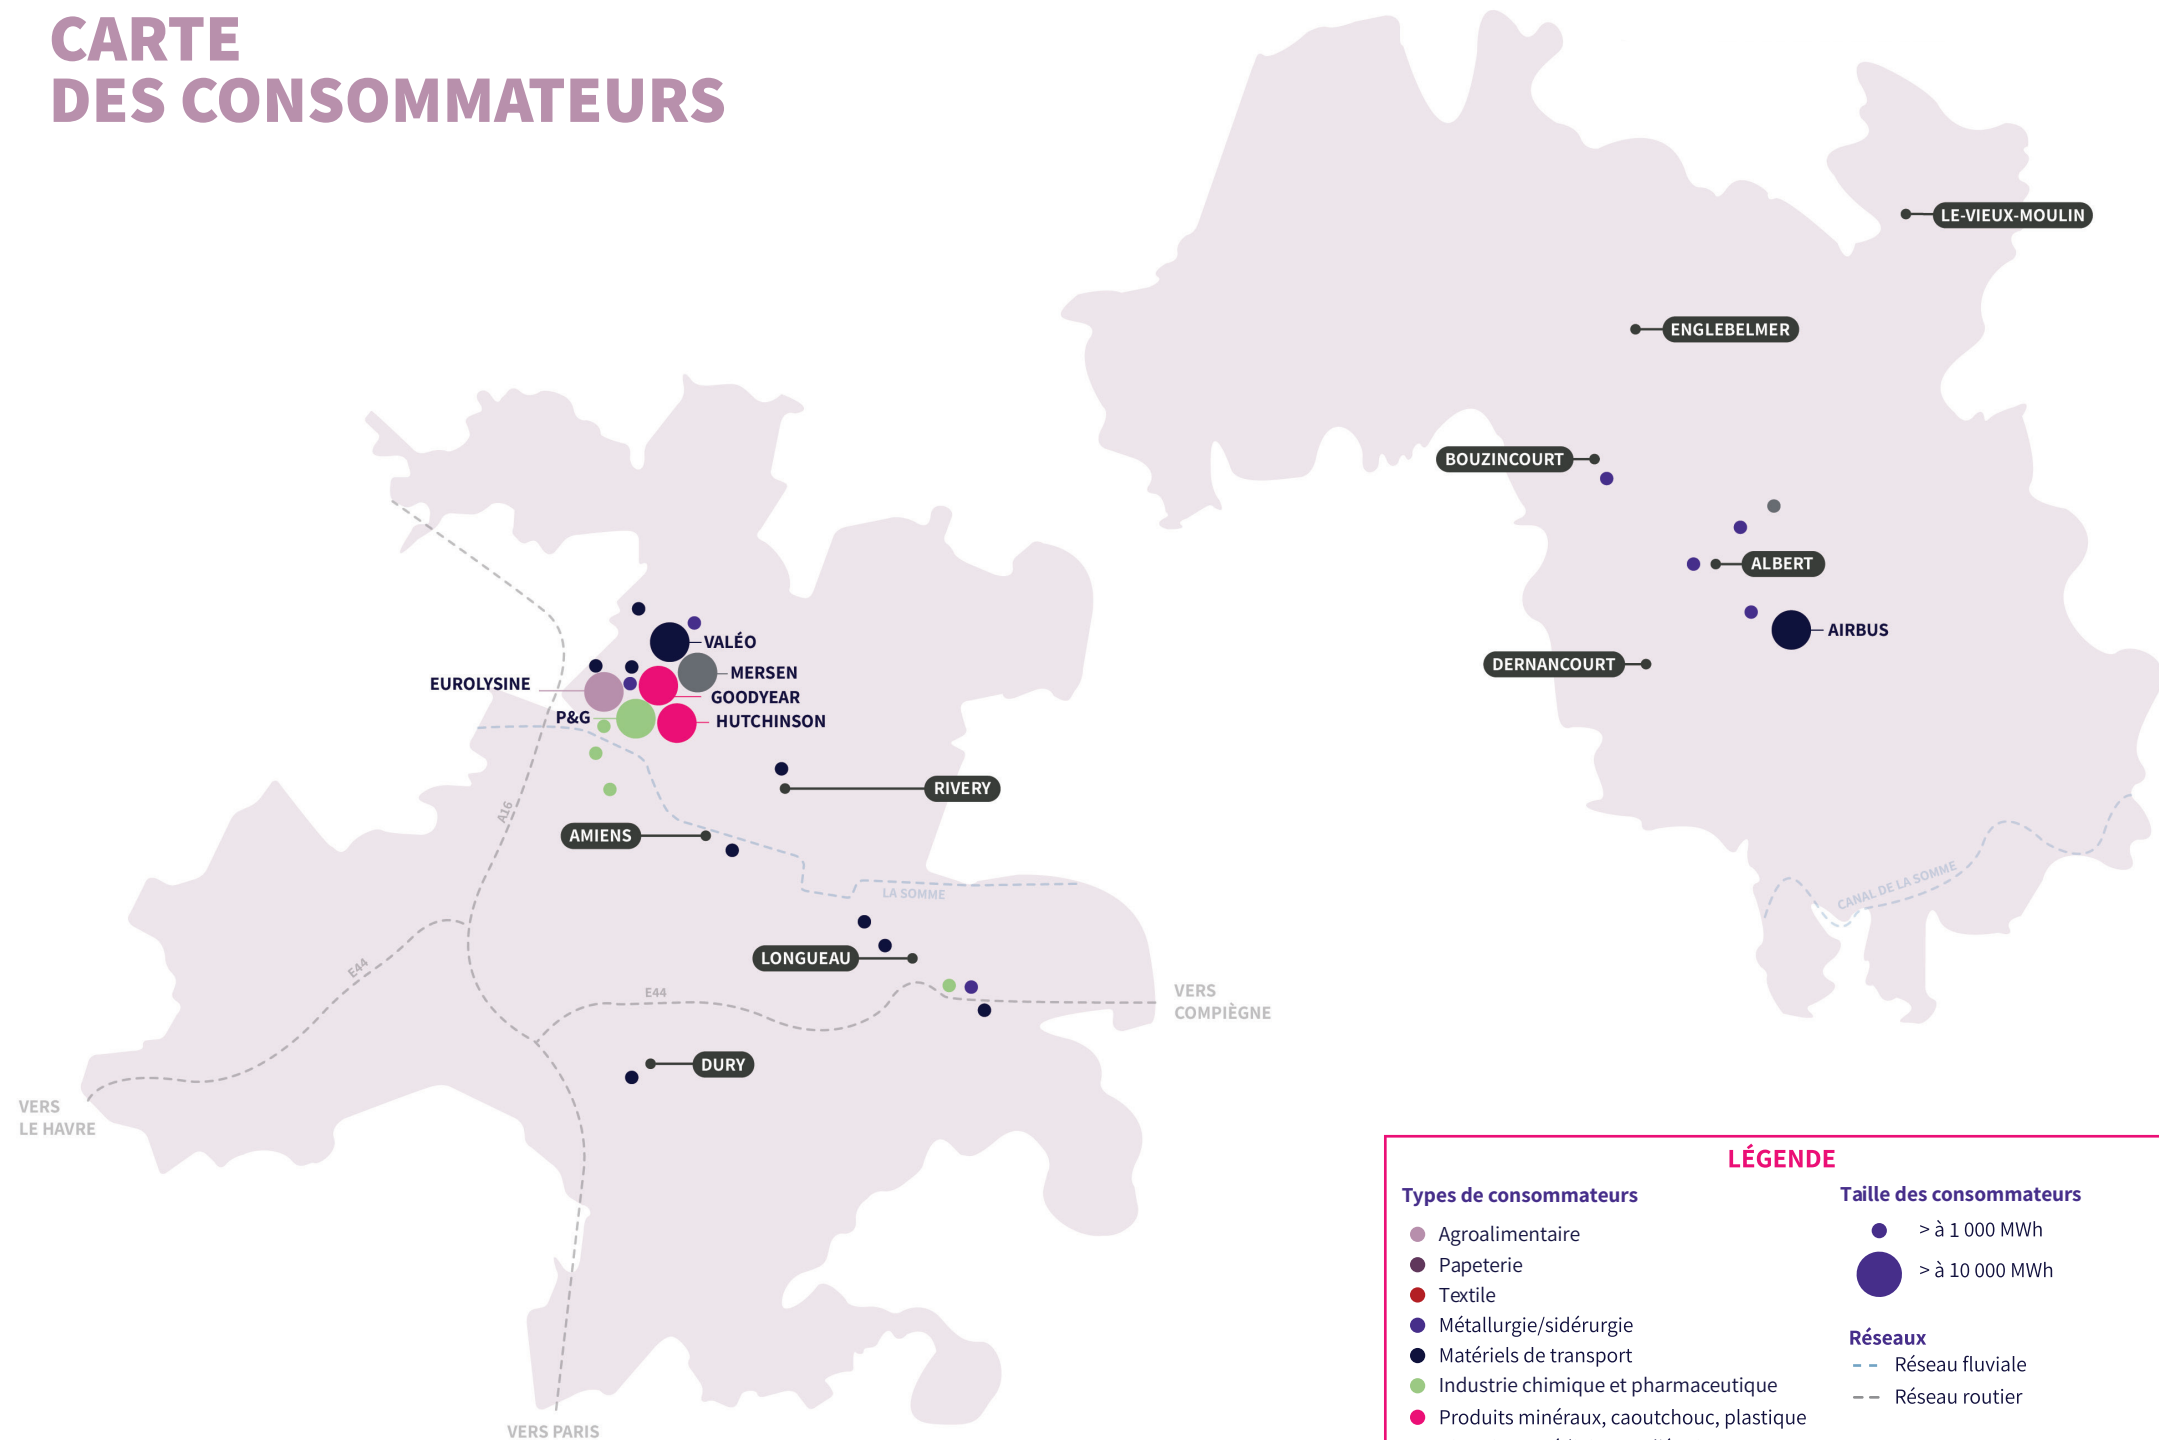 CARTE
DES CONSOMMATEURS
LE-VIEUX-MOULIN
ENGLEBELMER
BOUZINCOURT
ALBERT
AIRBUS
DERNANCOURT
VALÉO
MERSEN
EUROLYSINE
GOODYEAR
P&G
HUTCHINSON
RIVERY
A16
AMIENS
LA SOMME
CANAL DE LA SOMME
LONGUEAU
E44
E44
VERS
COMPIÈGNE
DURY
VERS
LE HAVRE
VERS PARIS
LÉGENDE
Types de consommateurs
Agroalimentaire
Papeterie
Textile
Métallurgie/sidérurgie
Matériels de transport
Industrie chimique et pharmaceutique
Produits minéraux, caoutchouc, plastique
Taille des consommateurs
> à 1 000 MWh
> à 10 000 MWh
Réseaux
Réseau fluviale
Réseau routier